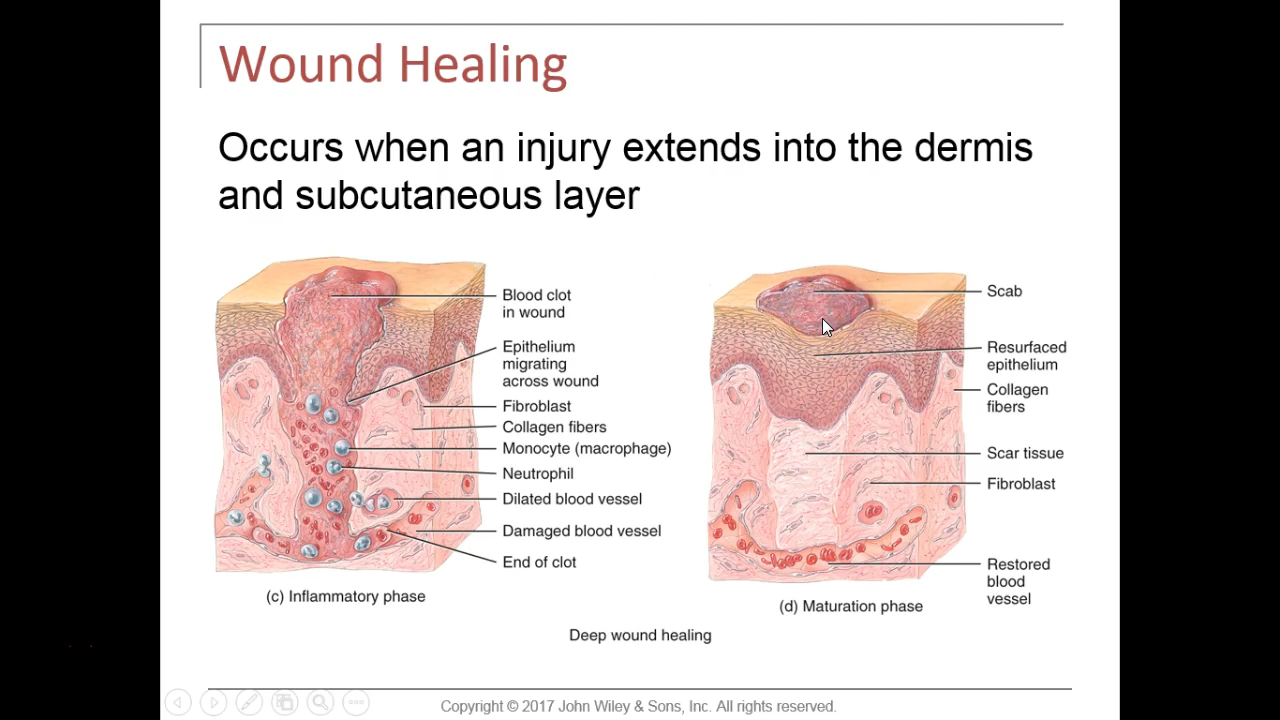 Wound Healing
Occurs when an injury extends into the dermis
and subcutaneous layer
Blood clot
in wound
Epithelium
migrating
across wound
Fibroblast
Collagen fibers
Monocyte (macrophage)
Neutrophil
Dilated blood vessel
Damaged blood vessel
End of clot
(c) Inflammatory phase
Scab
Resurfaced
epithelium
Collagen
fibers
Scar tissue
Fibroblast
Restored
blood
vessel
(d) Maturation phase
Deep wound healing
Copyright © 2017 John Wiley & Sons, Inc. All rights reserved.